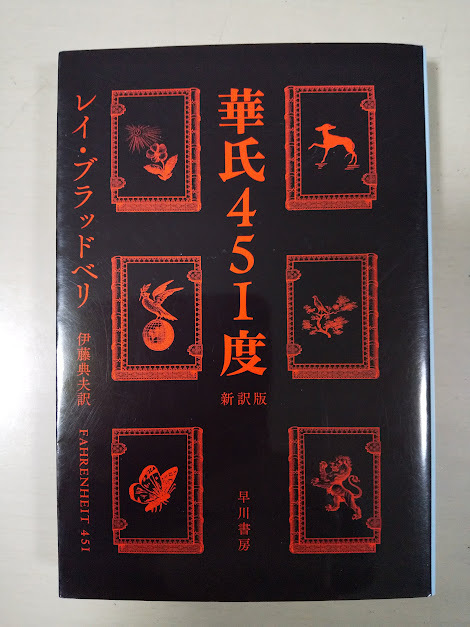 華氏451度
新訳版
レイ・ブラッドベリ
伊藤典夫訳
FAHRENHEIT 451
早川書房